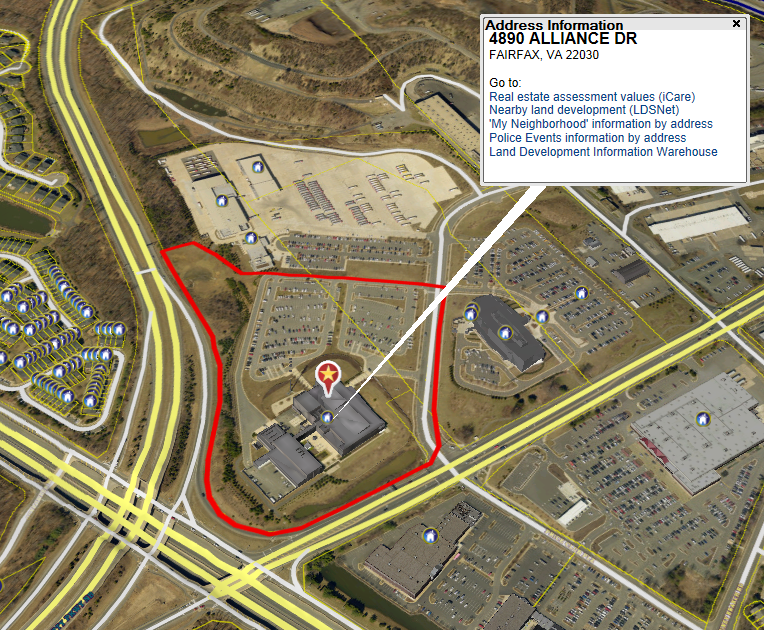 Address Information
4890 ALLIANCE DR
FAIRFAX, VA 22030
Go to:
Real estate assessment values (iCare)
Nearby land development (LDSNet)
'My Neighborhood' information by address
Police Events information by address
Land Development Information Warehouse